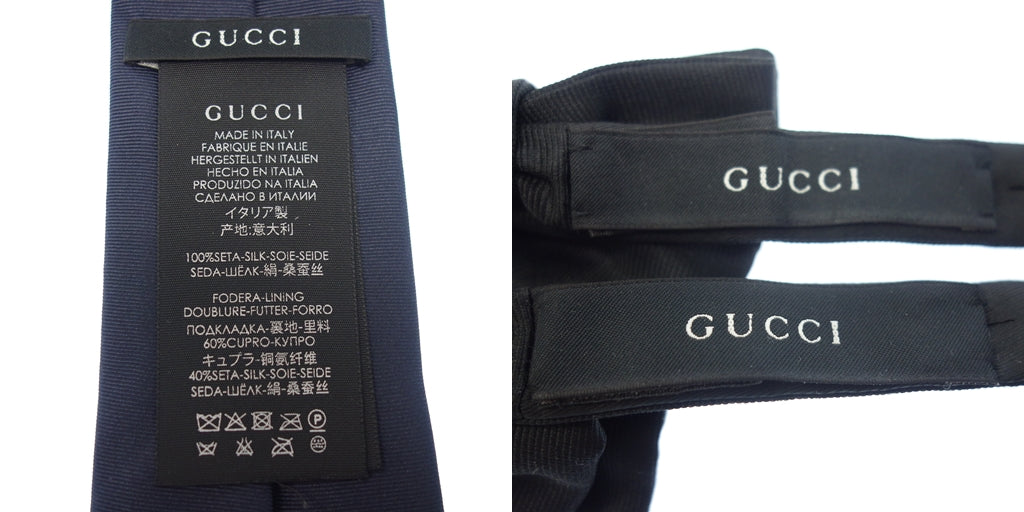 GUCCI
GUCCI
MADE IN ITALY
FABRIQUE EN ITALIE
HERGESTELLT IN ITALIEN
HECHO EN ITALIA
PRODUZIDO NA ITALIA
СДЕЛАНО В ИТАЛИИ
イタリア製
产地:意大利
100%SETA-SILK-SOIE-SEIDE
SEDA-ШЁЛК-絹-桑蚕丝
FODERA-LINING
DOUBLURE-FUTTER-FORRO
ПОДКЛАДКА-裏地-里料
60%CUPRO-КУПРО
キュプラ-铜氨纤维
40%SETA-SILK-SOIE-SEIDE
SEDA-ШЁЛК-絹-桑蚕丝
P
GUCCI
GUCCI